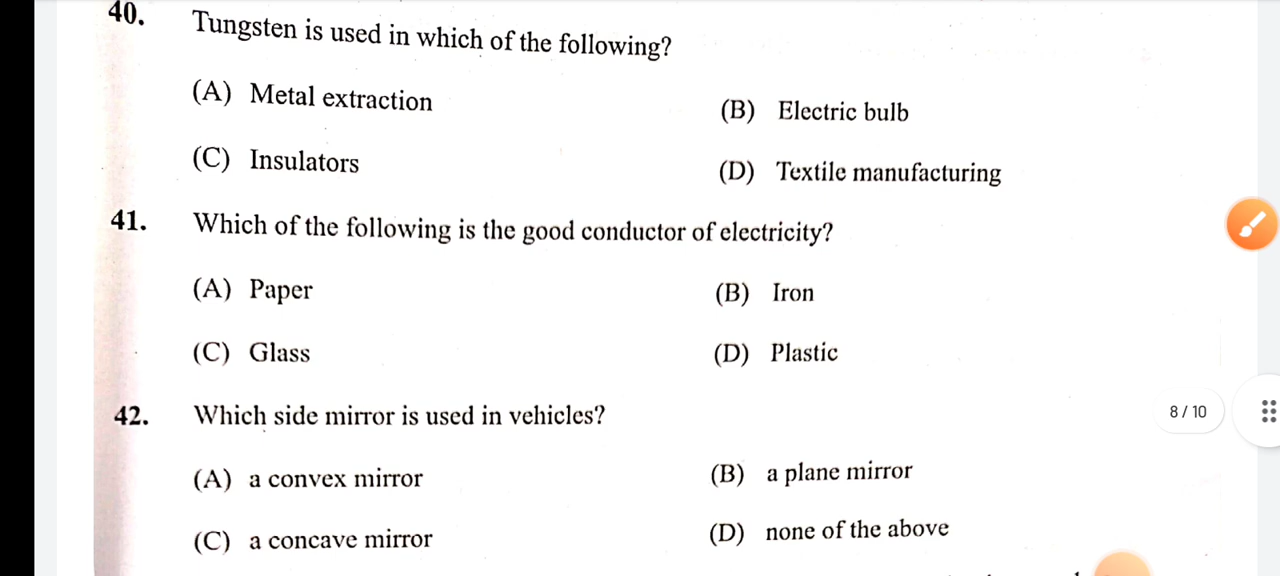 40. Tungsten is used in which of the following?
(A) Metal extraction (B) Electric bulb
(C) Insulators (D) Textile manufacturing
41. Which of the following is the good conductor of electricity?
(A) Paper (B) Iron
(C) Glass (D) Plastic
42. Which side mirror is used in vehicles?
8 / 10
(A) a convex mirror (B) a plane mirror
(C) a concave mirror (D) none of the above